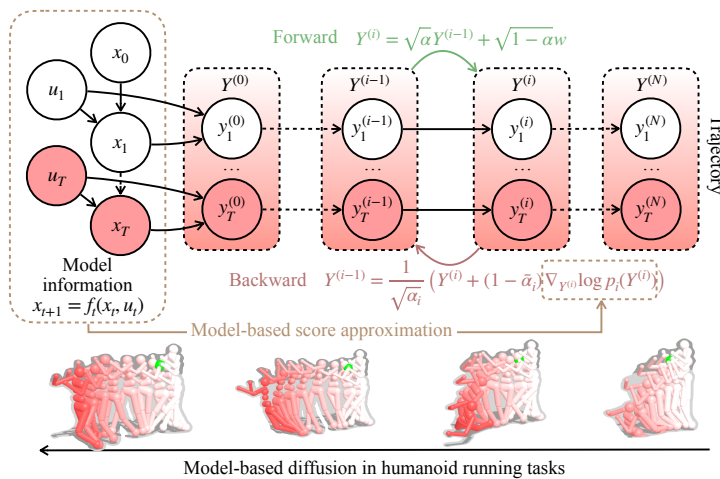 Forward Y^{(i)} = \sqrt{\alpha}Y^{(i-1)} + \sqrt{1 - \alpha}w
x_0
u_1
x_1
u_T
x_T
Model
information
x_{t+1} = f_t(x_t, u_t)
Y^{(0)} Y^{(i-1)} Y^{(i)} Y^{(N)}
y_1^{(0)} y_1^{(i-1)} y_1^{(i)} y_1^{(N)}
... ... ... ...
y_T^{(0)} y_T^{(i-1)} y_T^{(i)} y_T^{(N)}
Trajectory
Backward Y^{(i-1)} = \frac{1}{\sqrt{\alpha_i}} (Y^{(i)} + (1 - \bar{\alpha}_i) \nabla_{Y^{(i)}} \log p_i(Y^{(i)}))
Model-based score approximation
Model-based diffusion in humanoid running tasks